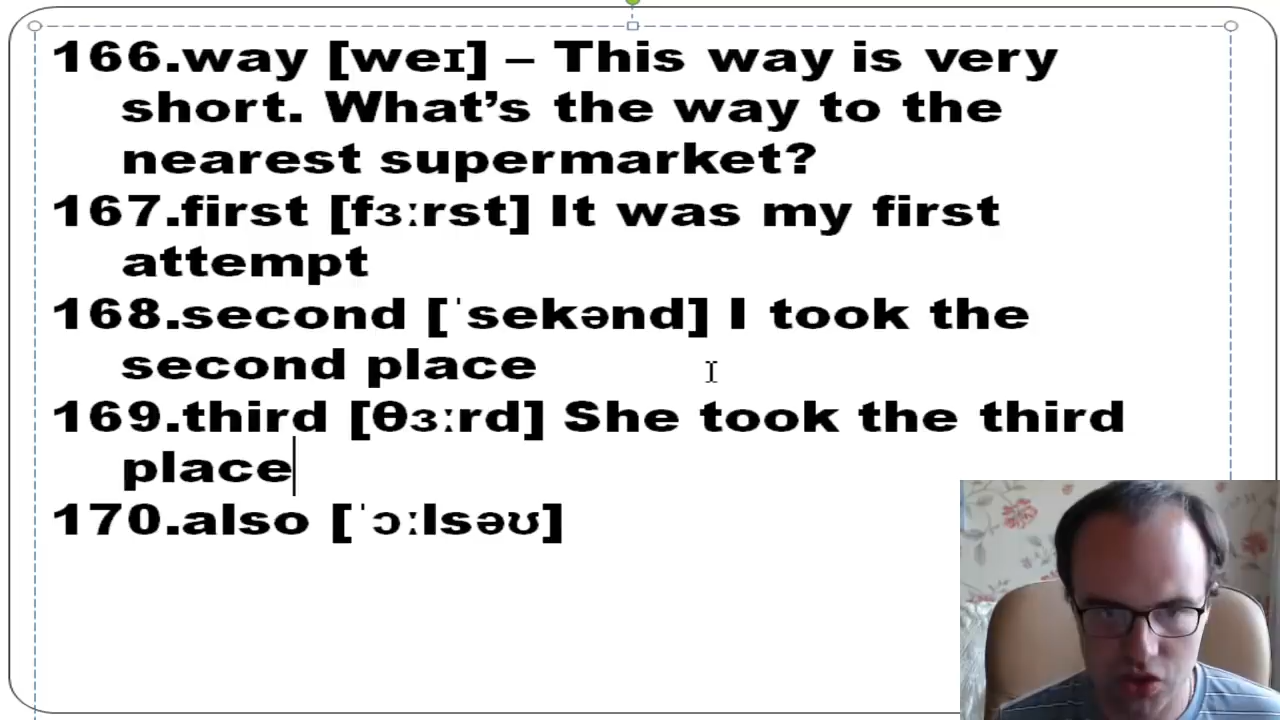 166.way [weɪ] – This way is very
short. What’s the way to the
nearest supermarket?
167.first [fɜːrst] It was my first
attempt
168.second [ˈsekənd] I took the
second place
169.third [θɜːrd] She took the third
place
170.also [ˈɔːlsəʊ]